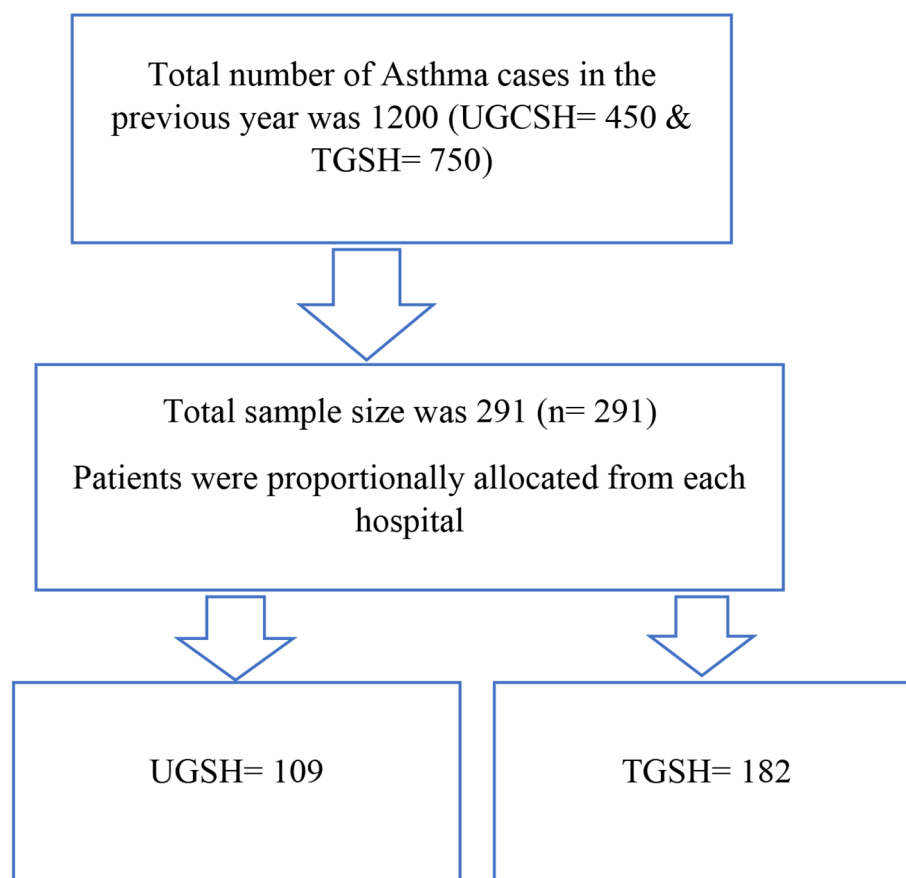 Total number of Asthma cases in the
previous year was 1200 (UGCSH= 450 &
TGSH= 750)
Total sample size was 291 (n= 291)
Patients were proportionally allocated from each
hospital
UGSH= 109
TGSH= 182